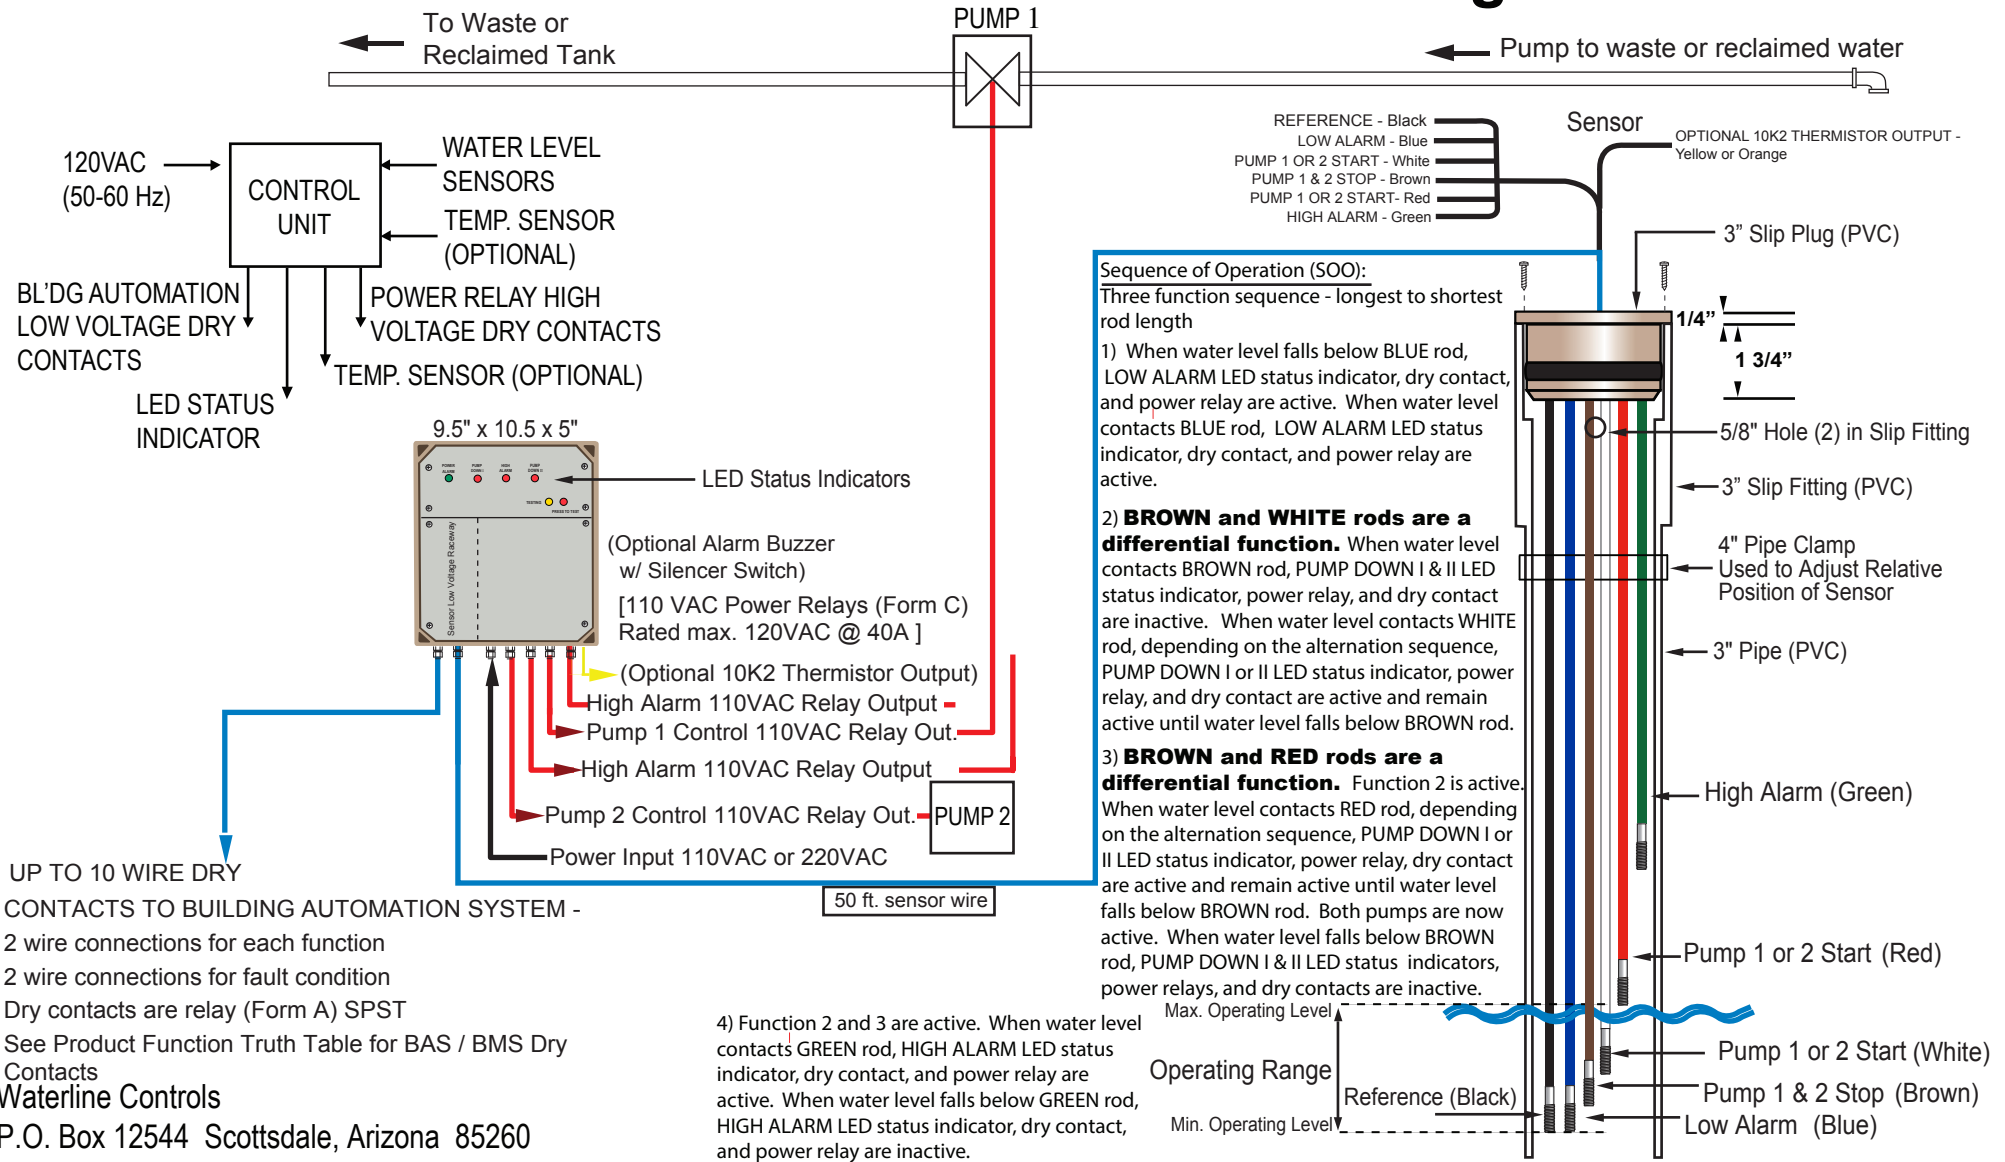 PUMP 1
To Waste or
Reclaimed Tank
Pump to waste or reclaimed water
120VAC
(50-60 Hz)
CONTROL
UNIT
WATER LEVEL
SENSORS
TEMP. SENSOR
(OPTIONAL)
BL'DG AUTOMATION
LOW VOLTAGE DRY
CONTACTS
POWER RELAY HIGH
VOLTAGE DRY CONTACTS
TEMP. SENSOR (OPTIONAL)
LED STATUS
INDICATOR
REFERENCE - Black
LOW ALARM - Blue
PUMP 1 OR 2 START - White
PUMP 1 & 2 STOP - Brown
PUMP 1 OR 2 START- Red
HIGH ALARM - Green
Sensor
OPTIONAL 10K2 THERMISTOR OUTPUT -
Yellow or Orange
3” Slip Plug (PVC)
1/4”
1 3/4”
5/8" Hole (2) in Slip Fitting
3” Slip Fitting (PVC)
4" Pipe Clamp
Used to Adjust Relative
Position of Sensor
3" Pipe (PVC)
High Alarm (Green)
Pump 1 or 2 Start (Red)
Pump 1 or 2 Start (White)
Pump 1 & 2 Stop (Brown)
Low Alarm (Blue)
Reference (Black)
Max. Operating Level
Operating Range
Min. Operating Level
9.5" x 10.5 x 5"
POWER
ALARM
PUMP
DOWN I
HIGH
ALARM
PUMP
DOWN II
TESTING
PRESS TO TEST
Sensor Low Voltage Raceway
LED Status Indicators
(Optional Alarm Buzzer
w/ Silencer Switch)
[110 VAC Power Relays (Form C)
Rated max. 120VAC @ 40A ]
(Optional 10K2 Thermistor Output)
High Alarm 110VAC Relay Output
Pump 1 Control 110VAC Relay Out.
High Alarm 110VAC Relay Output
Pump 2 Control 110VAC Relay Out.
PUMP 2
Power Input 110VAC or 220VAC
50 ft. sensor wire
Sequence of Operation (SOO):
Three function sequence - longest to shortest
rod length
1) When water level falls below BLUE rod,
LOW ALARM LED status indicator, dry contact,
and power relay are active. When water level
contacts BLUE rod, LOW ALARM LED status
indicator, dry contact, and power relay are
active.
2) BROWN and WHITE rods are a
differential function. When water level
contacts BROWN rod, PUMP DOWN I & II LED
status indicator, power relay, and dry contact
are inactive. When water level contacts WHITE
rod, depending on the alternation sequence,
PUMP DOWN I or II LED status indicator, power
relay, and dry contact are active and remain
active until water level falls below BROWN rod.
3) BROWN and RED rods are a
differential function. Function 2 is active.
When water level contacts RED rod, depending
on the alternation sequence, PUMP DOWN I or
II LED status indicator, power relay, dry contact
are active and remain active until water level
falls below BROWN rod. Both pumps are now
active. When water level falls below BROWN
rod, PUMP DOWN I & II LED status indicators,
power relays, and dry contacts are inactive.
4) Function 2 and 3 are active. When water level
contacts GREEN rod, HIGH ALARM LED status
indicator, dry contact, and power relay are
active. When water level falls below GREEN rod,
HIGH ALARM LED status indicator, dry contact,
and power relay are inactive.
UP TO 10 WIRE DRY
CONTACTS TO BUILDING AUTOMATION SYSTEM -
2 wire connections for each function
2 wire connections for fault condition
Dry contacts are relay (Form A) SPST
See Product Function Truth Table for BAS / BMS Dry
Contacts
Waterline Controls
P.O. Box 12544 Scottsdale, Arizona 85260